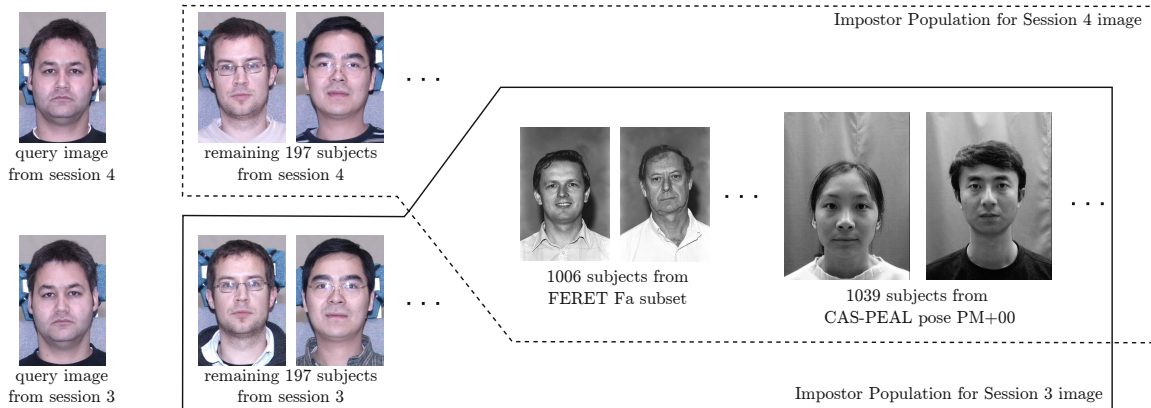 Impostor Population for Session 4 image
query image
from session 4
remaining 197 subjects
from session 4
. . .
1006 subjects from
FERET Fa subset
. . .
1039 subjects from
CAS-PEAL pose PM+00
. . .
query image
from session 3
remaining 197 subjects
from session 3
. . .
Impostor Population for Session 3 image